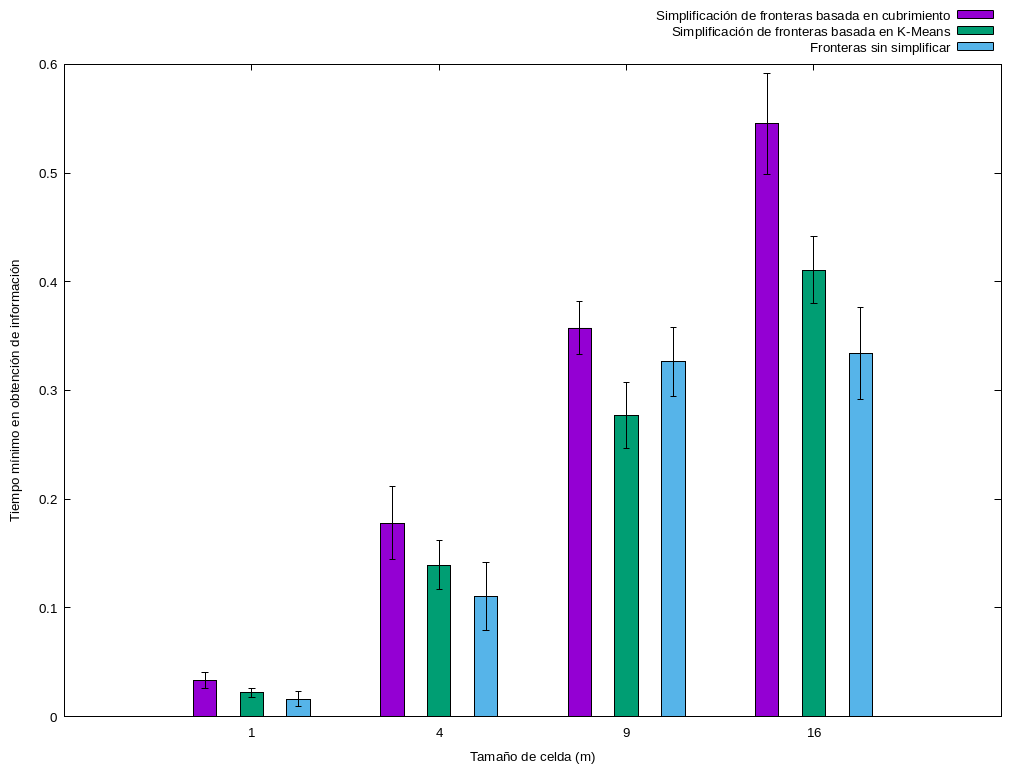 Simplificación de fronteras basada en cubrimiento
Simplificación de fronteras basada en K-Means
Fronteras sin simplificar
0.6
0.5
0.4
0.3
0.2
0.1
0
Tiempo mínimo en obtención de información
1 4 9 16
Tamaño de celda (m)